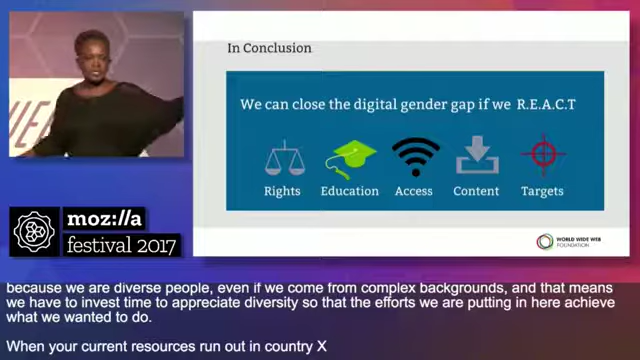 In Conclusion
We can close the digital gender gap if we R.E.A.C.T
Rights
Education
Access
Content
Targets
WORLD WIDE WEB
FOUNDATION
moz://a
festival 2017
because we are diverse people, even if we come from complex backgrounds, and that means
we have to invest time to appreciate diversity so that the efforts we are putting in here achieve
what we wanted to do.
When your current resources run out in country X